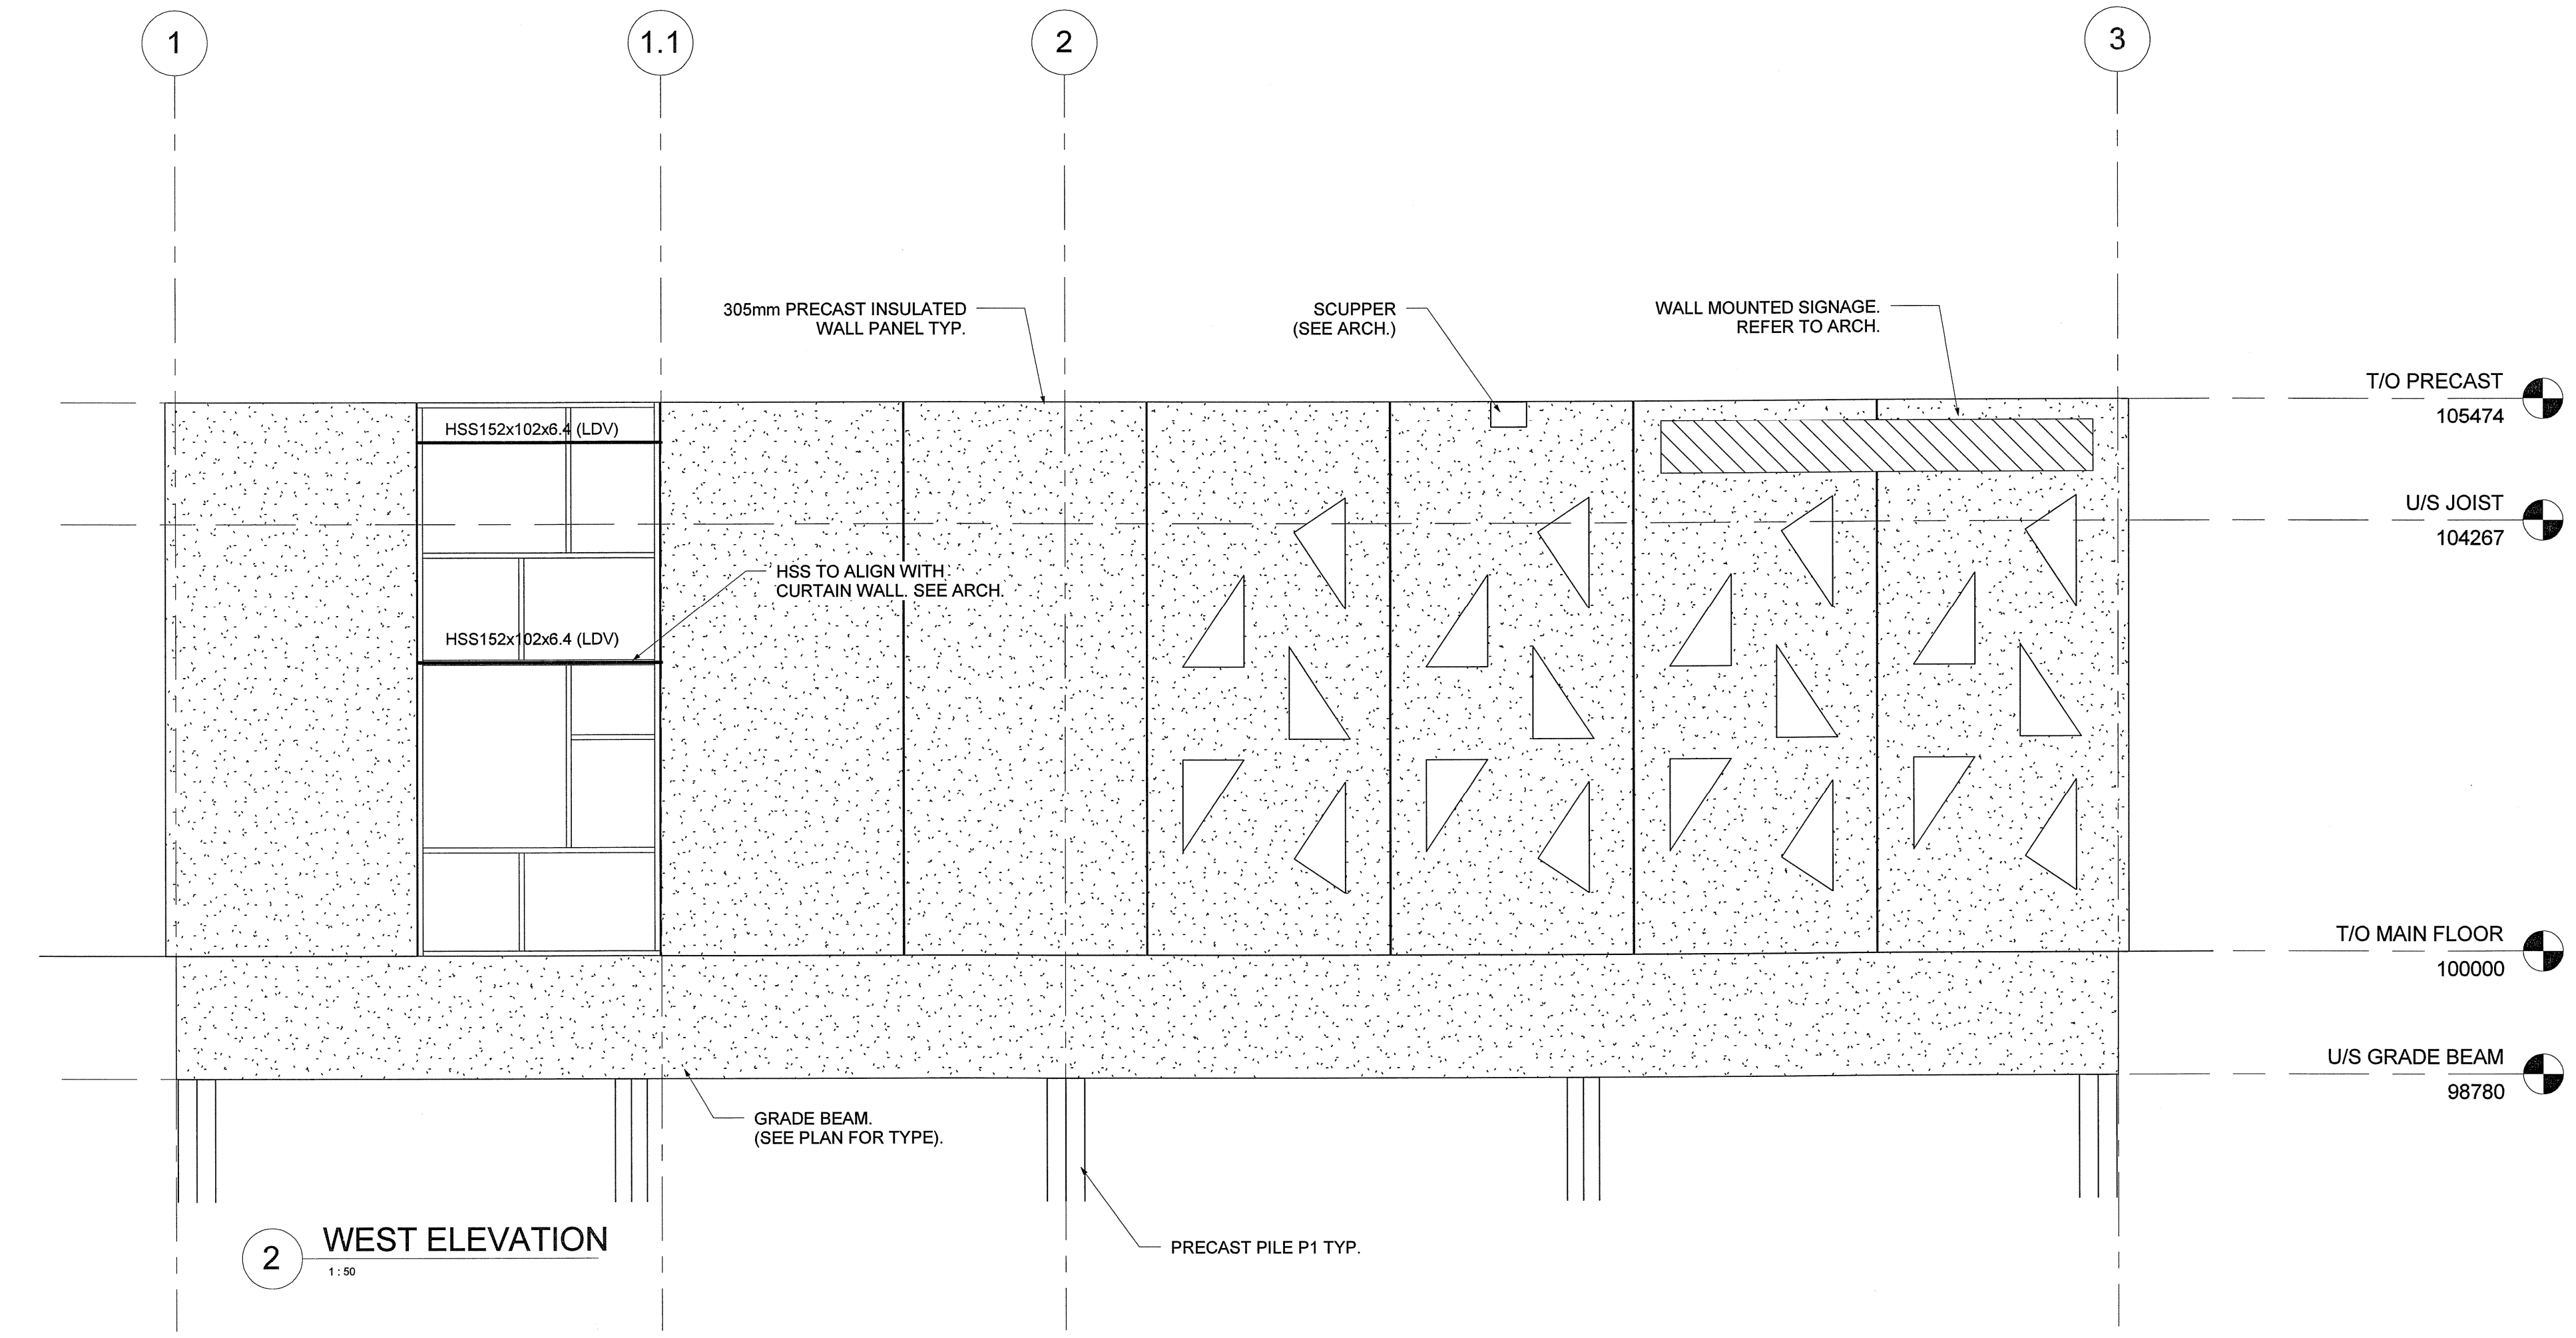 1
1.1
2
3
305mm PRECAST INSULATED
WALL PANEL TYP.
SCUPPER
(SEE ARCH.)
WALL MOUNTED SIGNAGE.
REFER TO ARCH.
T/O PRECAST
105474
HSS152x102x6.4 (LDV)
U/S JOIST
104267
HSS TO ALIGN WITH
CURTAIN WALL. SEE ARCH.
HSS152x102x6.4 (LDV)
T/O MAIN FLOOR
100000
U/S GRADE BEAM
98780
GRADE BEAM.
(SEE PLAN FOR TYPE).
PRECAST PILE P1 TYP.
2
WEST ELEVATION
1 : 50